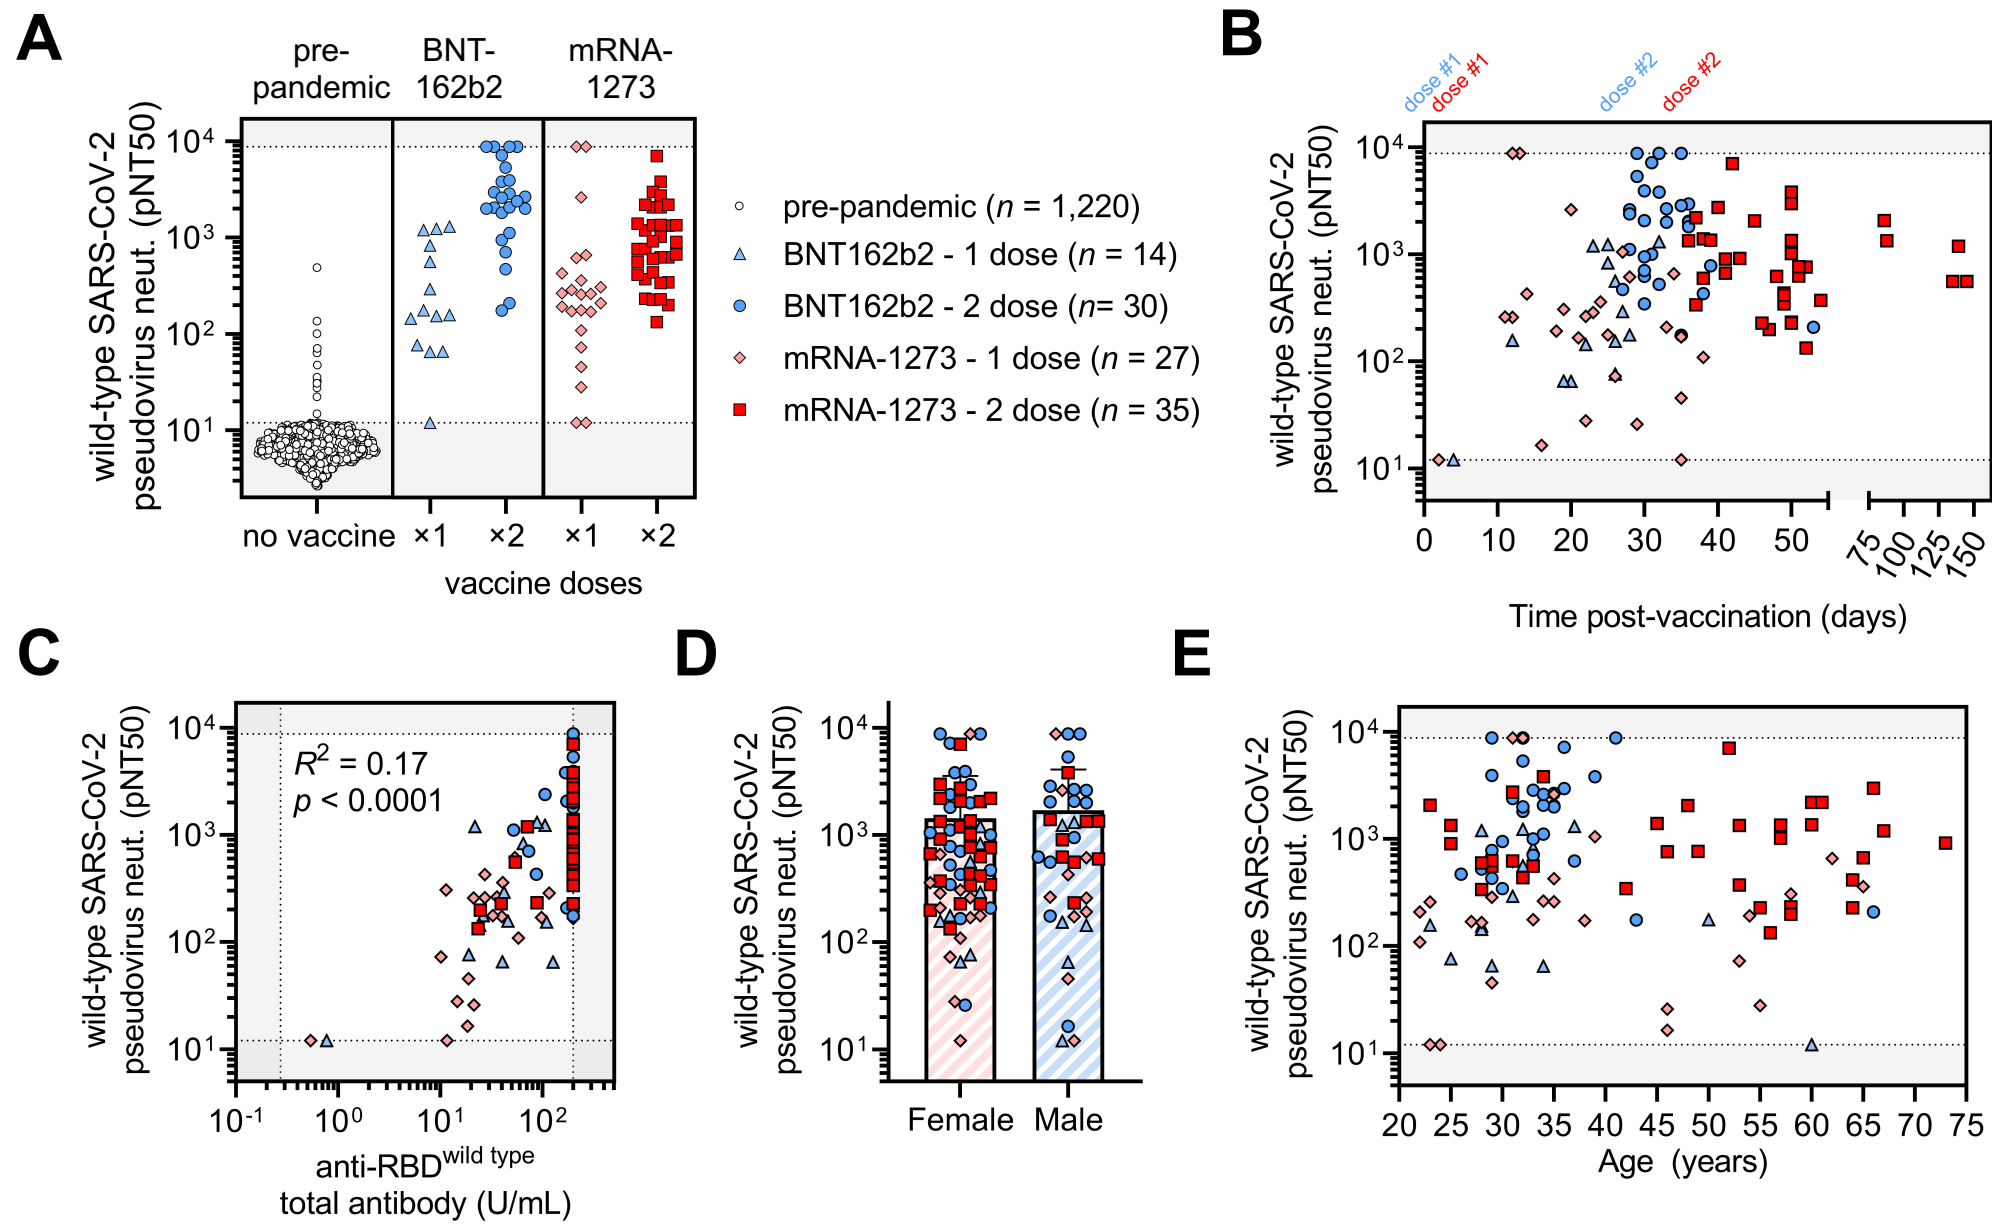 A
pre-
pandemic
BNT-
162b2
mRNA-
1273
wild-type SARS-CoV-2
pseudovirus neut. (pNT50)
10⁴
10³
10²
10¹
no vaccine
×1
×2
×1
×2
vaccine doses
pre-pandemic (n = 1,220)
BNT162b2 - 1 dose (n = 14)
BNT162b2 - 2 dose (n= 30)
mRNA-1273 - 1 dose (n = 27)
mRNA-1273 - 2 dose (n = 35)
B
dose #1
dose #1
dose #2
dose #2
wild-type SARS-CoV-2
pseudovirus neut. (pNT50)
10⁴
10³
10²
10¹
0 10 20 30 40 50 75 100 125 150
Time post-vaccination (days)
C
wild-type SARS-CoV-2
pseudovirus neut. (pNT50)
10⁴
10³
10²
10¹
R² = 0.17
p < 0.0001
10⁻¹ 10⁰ 10¹ 10²
anti-RBD^wild type
total antibody (U/mL)
D
wild-type SARS-CoV-2
pseudovirus neut. (pNT50)
10⁴
10³
10²
10¹
Female Male
E
wild-type SARS-CoV-2
pseudovirus neut. (pNT50)
10⁴
10³
10²
10¹
20 25 30 35 40 45 50 55 60 65 70 75
Age (years)